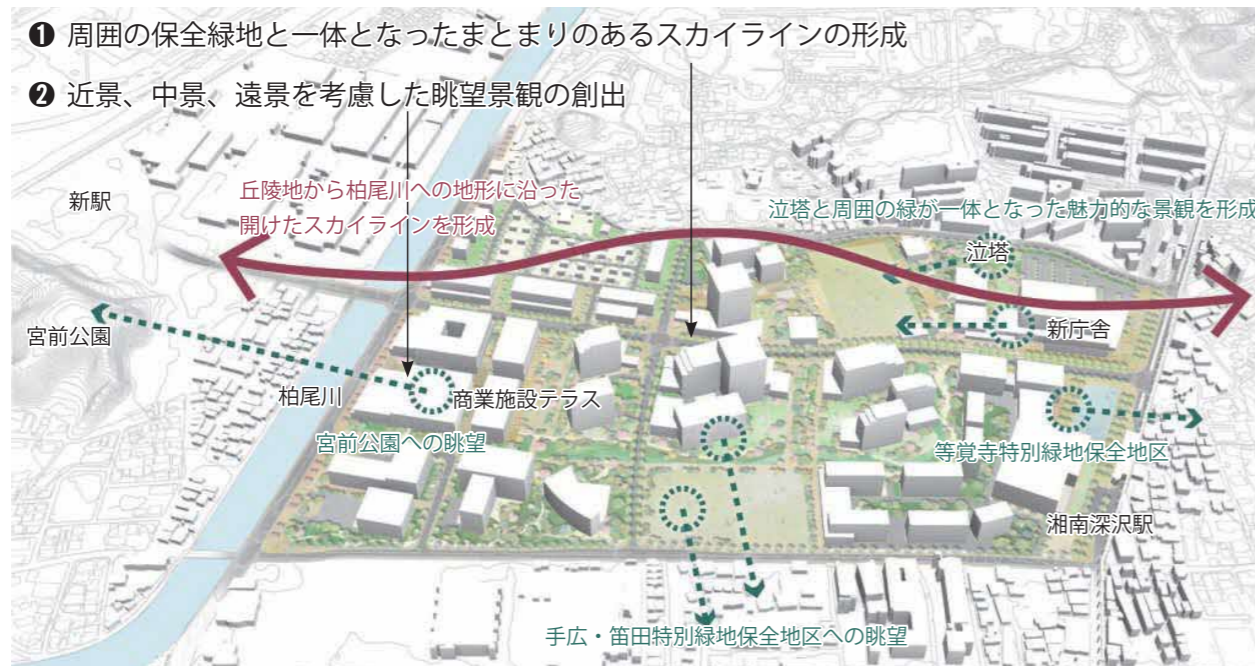 ❶ 周囲の保全緑地と一体となったまとまりのあるスカイラインの形成
❷ 近景、中景、遠景を考慮した眺望景観の創出
新駅
丘陵地から柏尾川への地形に沿った
開けたスカイラインを形成
泣塔と周囲の緑が一体となった魅力的な景観を形成
泣塔
宮前公園
新庁舎
柏尾川
商業施設テラス
宮前公園への眺望
等覚寺特別緑地保全地区
湘南深沢駅
手広・笛田特別緑地保全地区への眺望